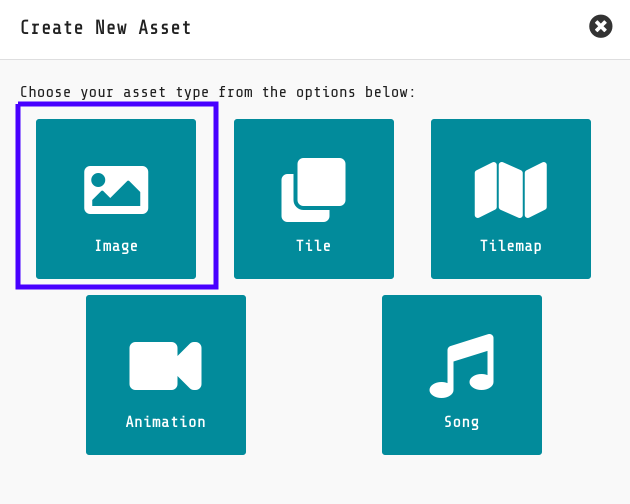 Create New Asset
Choose your asset type from the options below:
Image
Tile
Tilemap
Animation
Song